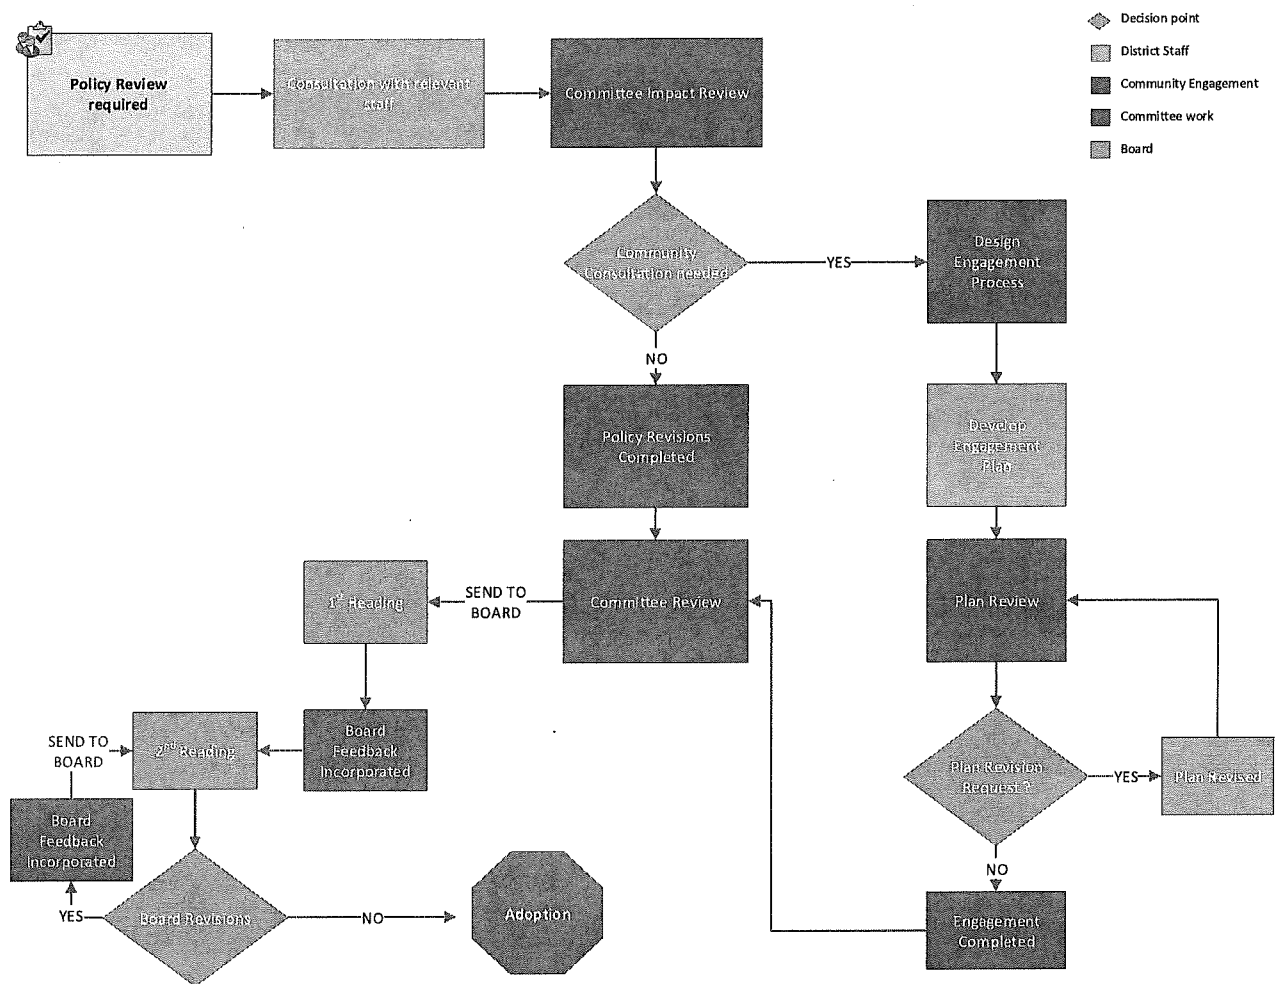 Decision point
District Staff
Community Engagement
Committee work
Board
Policy Review
required
Consultation with relevant
staff
Committee Impact Review
Community
Consultation needed
YES
Design
Engagement
Process
NO
Policy Revisions
Completed
Develop
Engagement
Plan
1st Reading
SEND TO
BOARD
Committee Review
Plan Review
SEND TO
BOARD
2nd Reading
Board
Feedback
Incorporated
Plan Revision
Request?
YES
Plan Revised
Board
Feedback
Incorporated
NO
YES
Board Revisions
NO
Adoption
Engagement
Completed